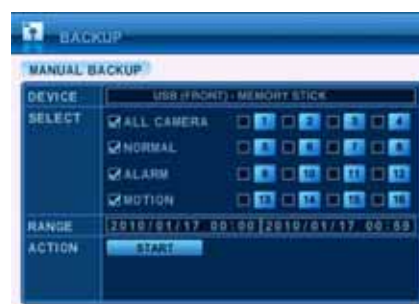 BACKUP
MANUAL BACKUP
DEVICE USB (FRONT) - MEMORY STICK
SELECT ALL CAMERA 1 2 3 4
NORMAL 5 6 7 8
ALARM 9 10 11 12
MOTION 13 14 15 16
RANGE 2010/01/17 00:00 2010/01/17 00:50
ACTION START